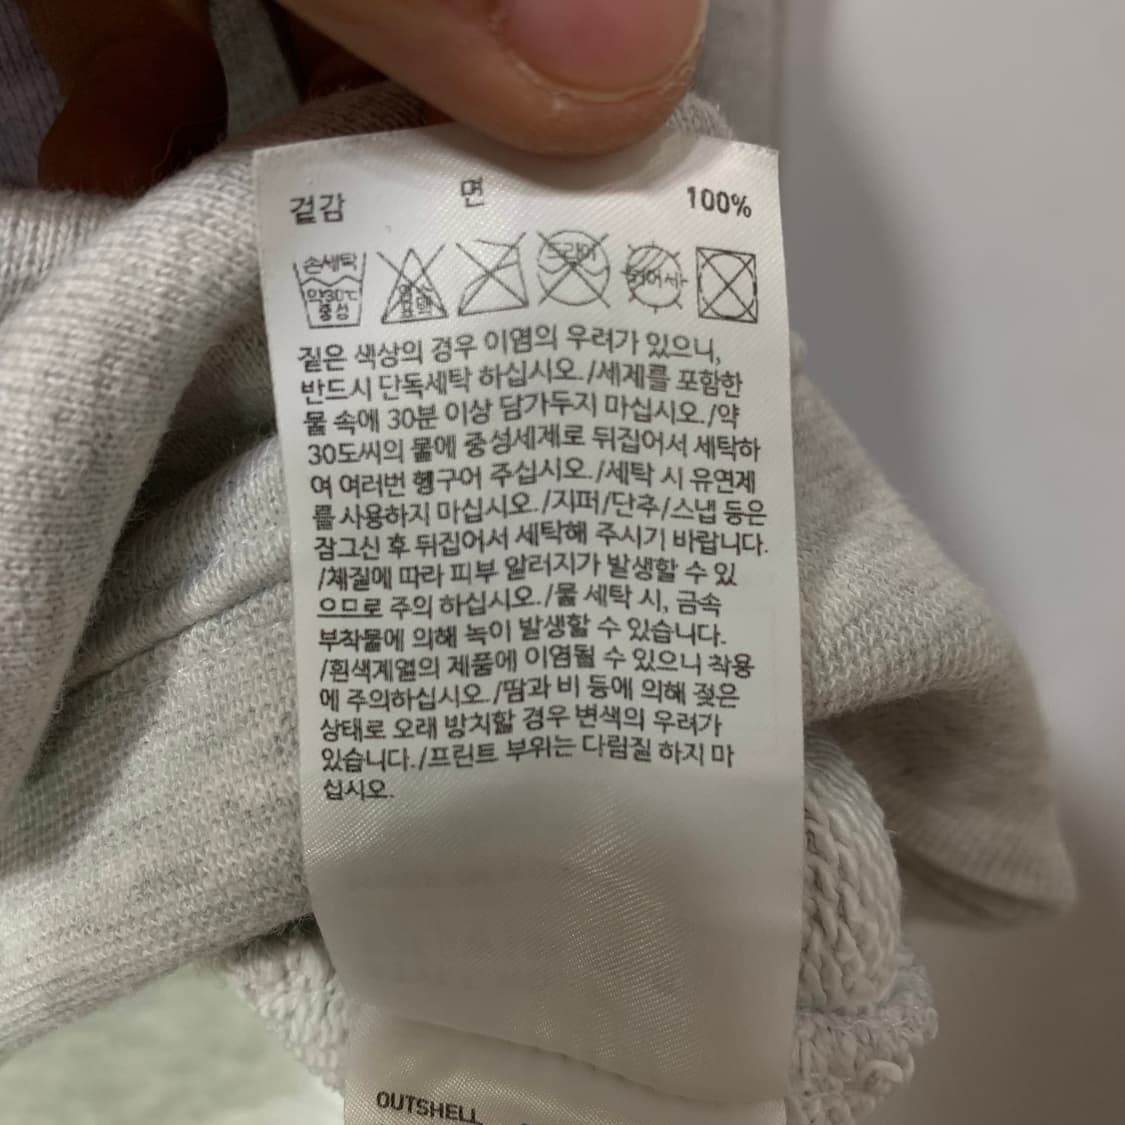 겉감 면 100%
손세탁 드라이
약30℃ 염소 뉘어서
중성 표백
짙은 색상의 경우 이염의 우려가 있으니,
반드시 단독세탁 하십시오./세제를 포함한
물 속에 30분 이상 담가두지 마십시오./약
30도씨의 물에 중성세제로 뒤집어서 세탁하
여 여러번 헹구어 주십시오./세탁 시 유연제
를 사용하지 마십시오./지퍼/단추/스냅 등은
잠그신 후 뒤집어서 세탁해 주시기 바랍니다.
/체질에 따라 피부 알러지가 발생할 수 있
으므로 주의 하십시오./물 세탁 시, 금속
부착물에 의해 녹이 발생할 수 있습니다.
/흰색계열의 제품에 이염될 수 있으니 착용
에 주의하십시오./땀과 비 등에 의해 젖은
상태로 오래 방치할 경우 변색의 우려가
있습니다./프린트 부위는 다림질 하지 마
십시오.
OUTSHELL